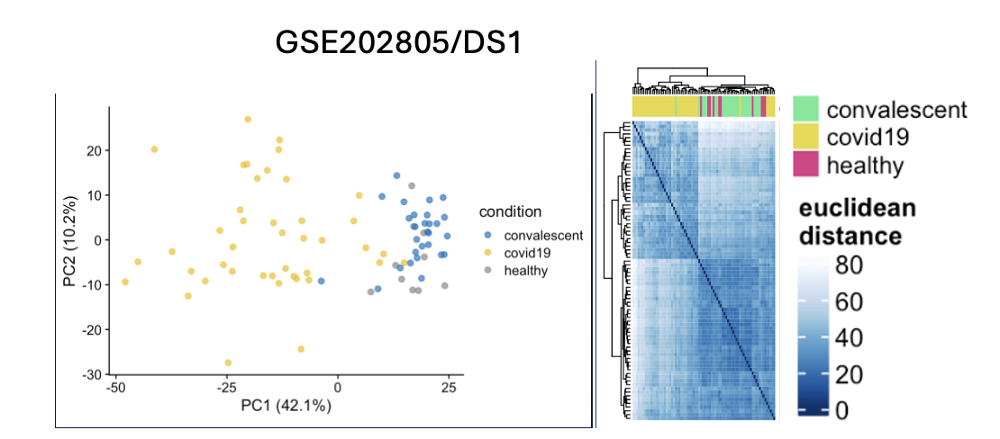 GSE202805/DS1
PC2 (10.2%)
20
10
0
-10
-20
-30
-50
-25
0
25
PC1 (42.1%)
condition
convalescent
covid19
healthy
convalescent
covid19
healthy
euclidean
distance
80
60
40
20
0